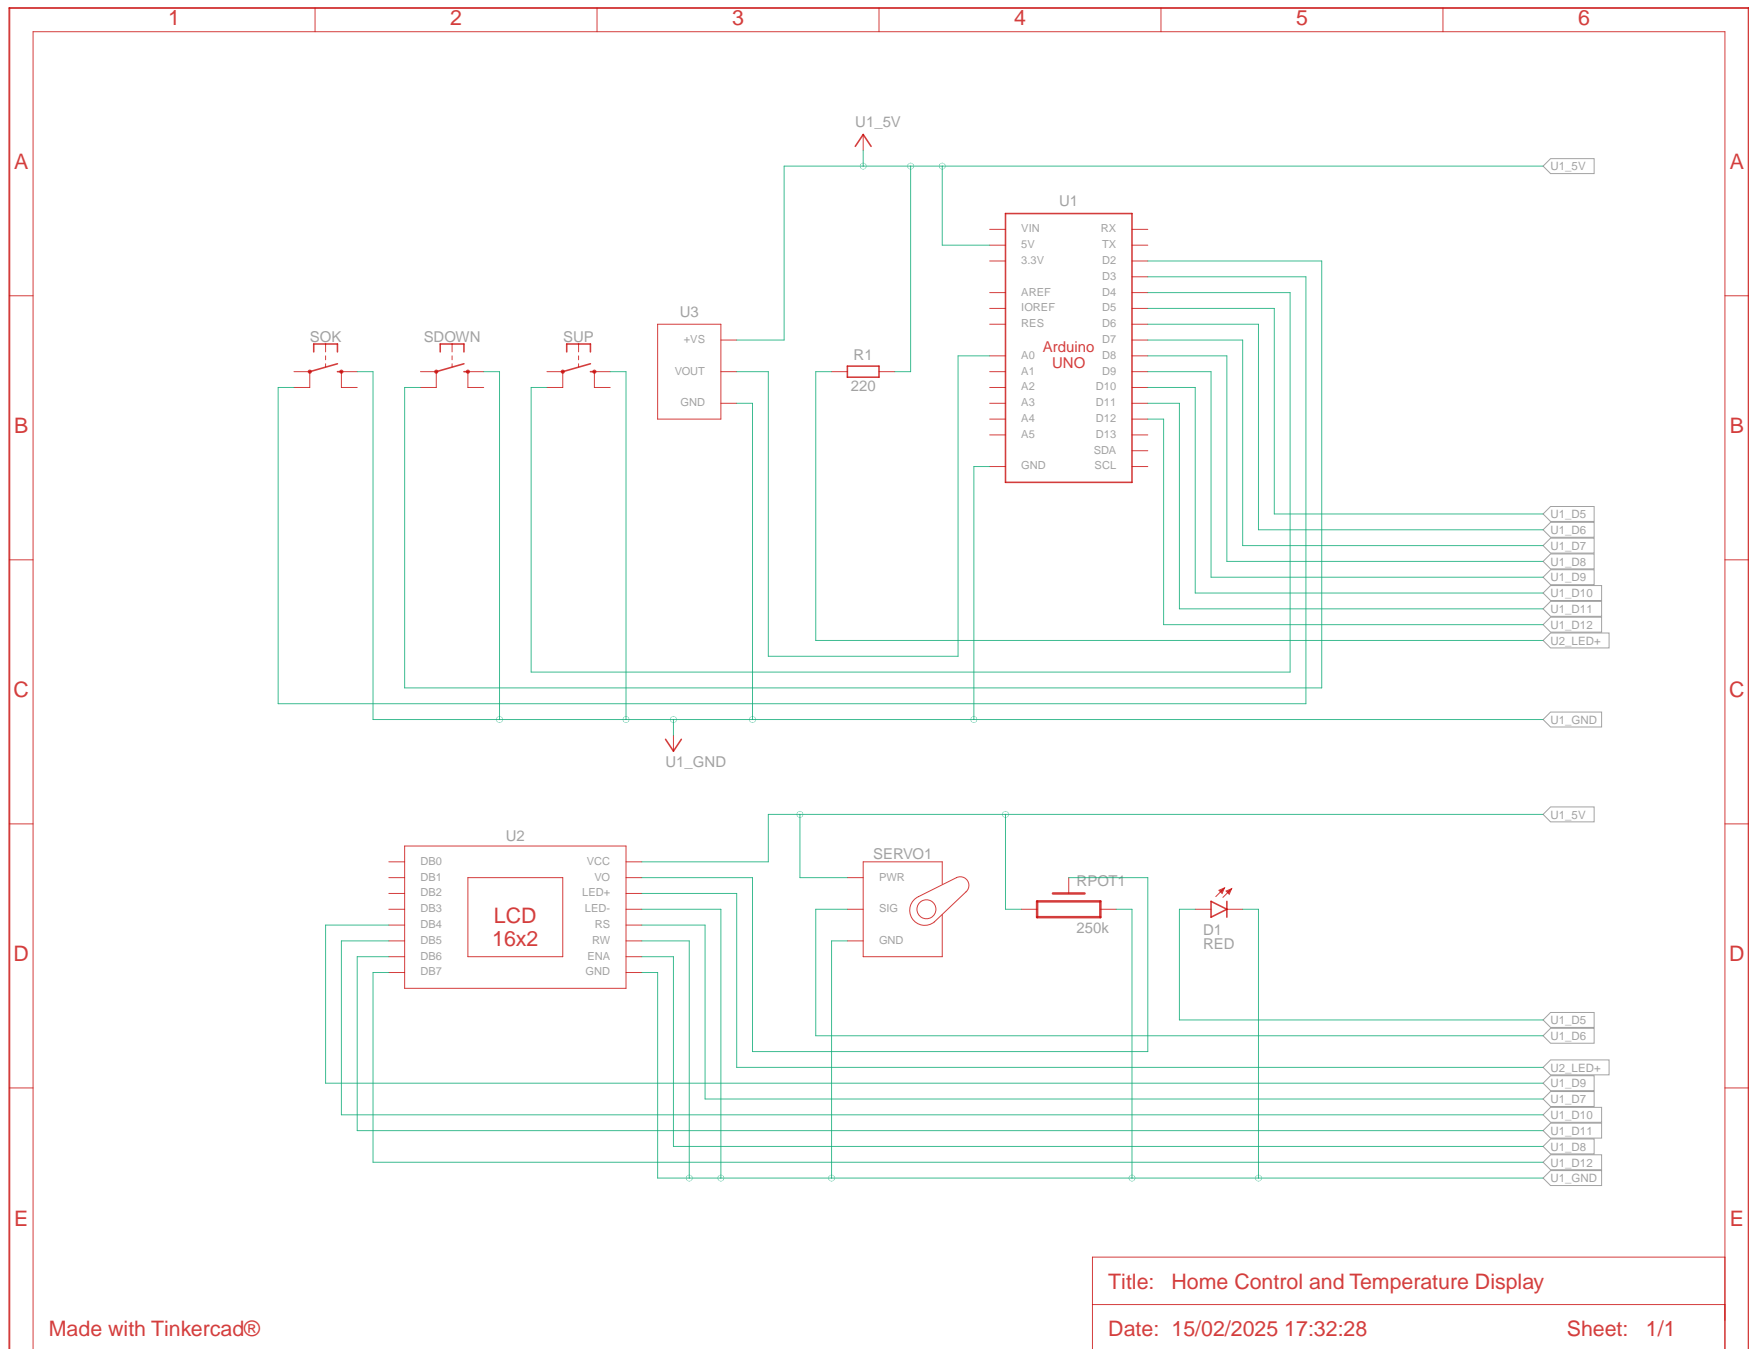 1 2 3 4 5 6
A A
B B
C C
D D
E E
U1_5V
U1_5V
U1
VIN RX
5V TX
3.3V D2
D3
AREF D4
IOREF D5
RES D6
D7
Arduino
UNO
A0 D8
A1 D9
A2 D10
A3 D11
A4 D12
A5 D13
SDA
GND SCL
SOK
SDOWN
SUP
U3
+VS
VOUT
GND
R1
220
U1_D5
U1_D6
U1_D7
U1_D8
U1_D9
U1_D10
U1_D11
U1_D12
U2_LED+
U1_GND
U1_GND
U1_5V
U2
DB0 VCC
DB1 VO
DB2 LED+
DB3 LED-
DB4 RS
DB5 RW
DB6 ENA
DB7 GND
LCD
16x2
SERVO1
PWR
SIG
GND
RPOT1
250k
D1
RED
U1_D5
U1_D6
U2_LED+
U1_D9
U1_D7
U1_D10
U1_D11
U1_D8
U1_D12
U1_GND
Title: Home Control and Temperature Display
Made with Tinkercad®
Date: 15/02/2025 17:32:28 Sheet: 1/1